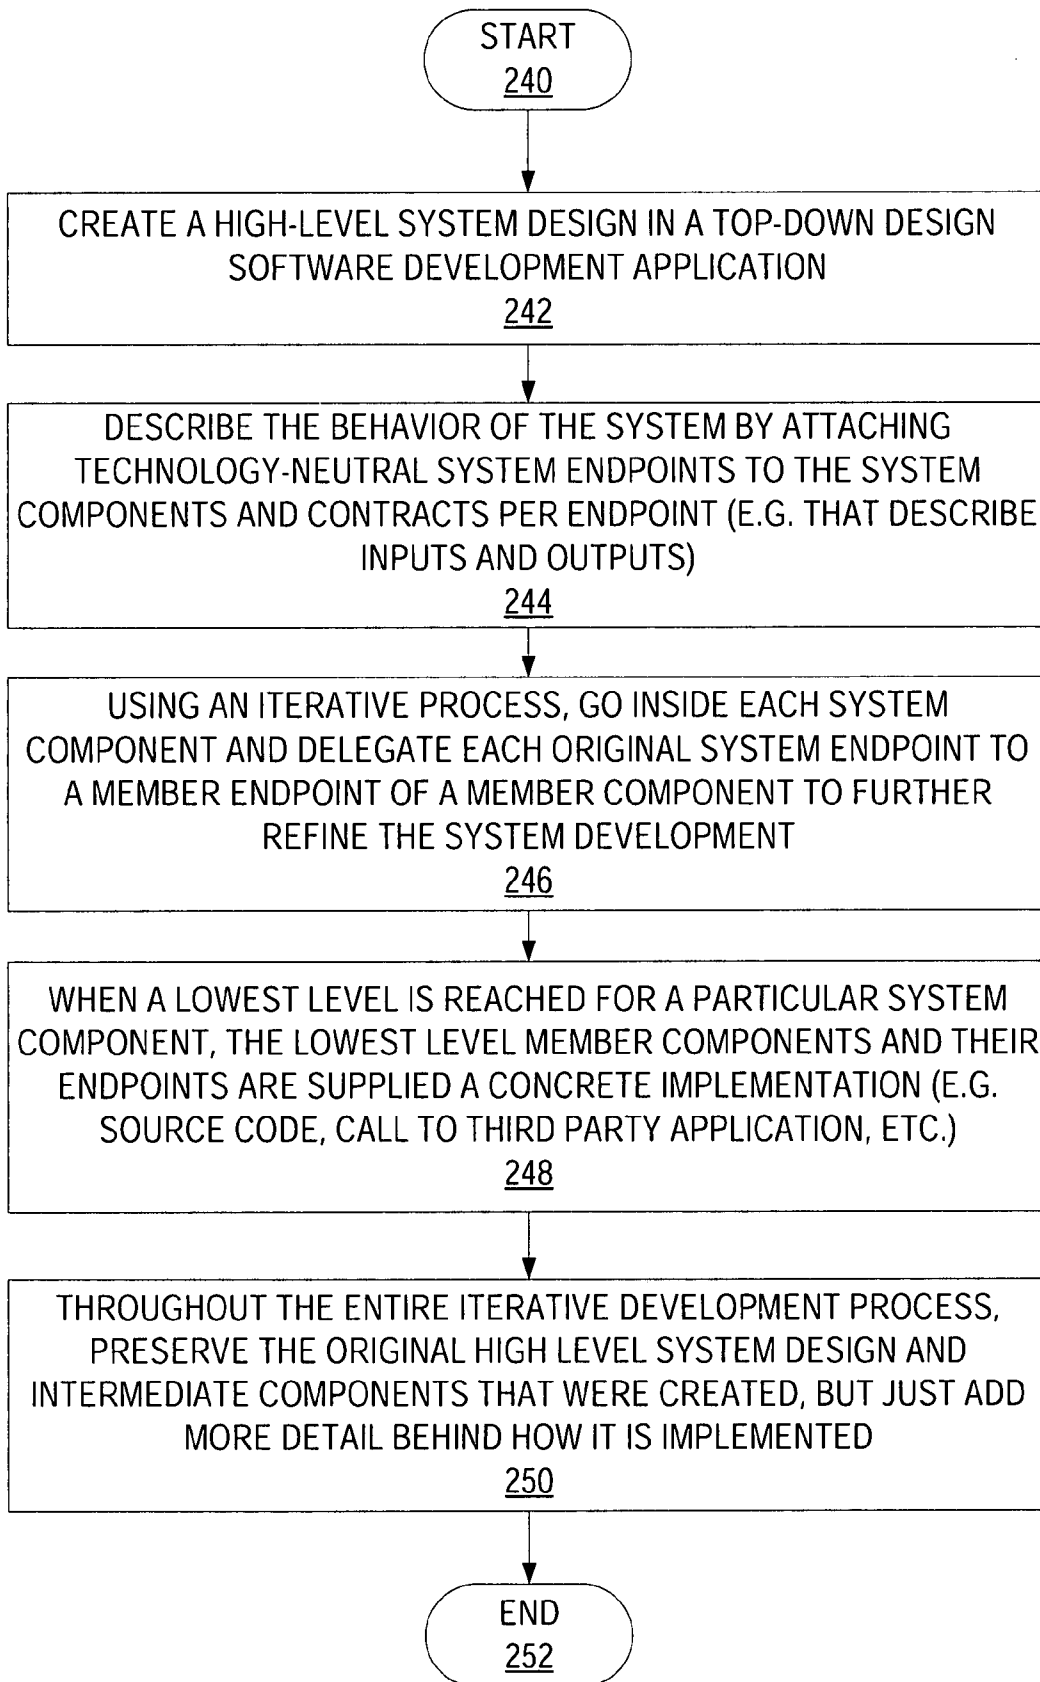 START
240
CREATE A HIGH-LEVEL SYSTEM DESIGN IN A TOP-DOWN DESIGN
SOFTWARE DEVELOPMENT APPLICATION
242
DESCRIBE THE BEHAVIOR OF THE SYSTEM BY ATTACHING
TECHNOLOGY-NEUTRAL SYSTEM ENDPOINTS TO THE SYSTEM
COMPONENTS AND CONTRACTS PER ENDPOINT (E.G. THAT DESCRIBE
INPUTS AND OUTPUTS)
244
USING AN ITERATIVE PROCESS, GO INSIDE EACH SYSTEM
COMPONENT AND DELEGATE EACH ORIGINAL SYSTEM ENDPOINT TO
A MEMBER ENDPOINT OF A MEMBER COMPONENT TO FURTHER
REFINE THE SYSTEM DEVELOPMENT
246
WHEN A LOWEST LEVEL IS REACHED FOR A PARTICULAR SYSTEM
COMPONENT, THE LOWEST LEVEL MEMBER COMPONENTS AND THEIR
ENDPOINTS ARE SUPPLIED A CONCRETE IMPLEMENTATION (E.G.
SOURCE CODE, CALL TO THIRD PARTY APPLICATION, ETC.)
248
THROUGHOUT THE ENTIRE ITERATIVE DEVELOPMENT PROCESS,
PRESERVE THE ORIGINAL HIGH LEVEL SYSTEM DESIGN AND
INTERMEDIATE COMPONENTS THAT WERE CREATED, BUT JUST ADD
MORE DETAIL BEHIND HOW IT IS IMPLEMENTED
250
END
252